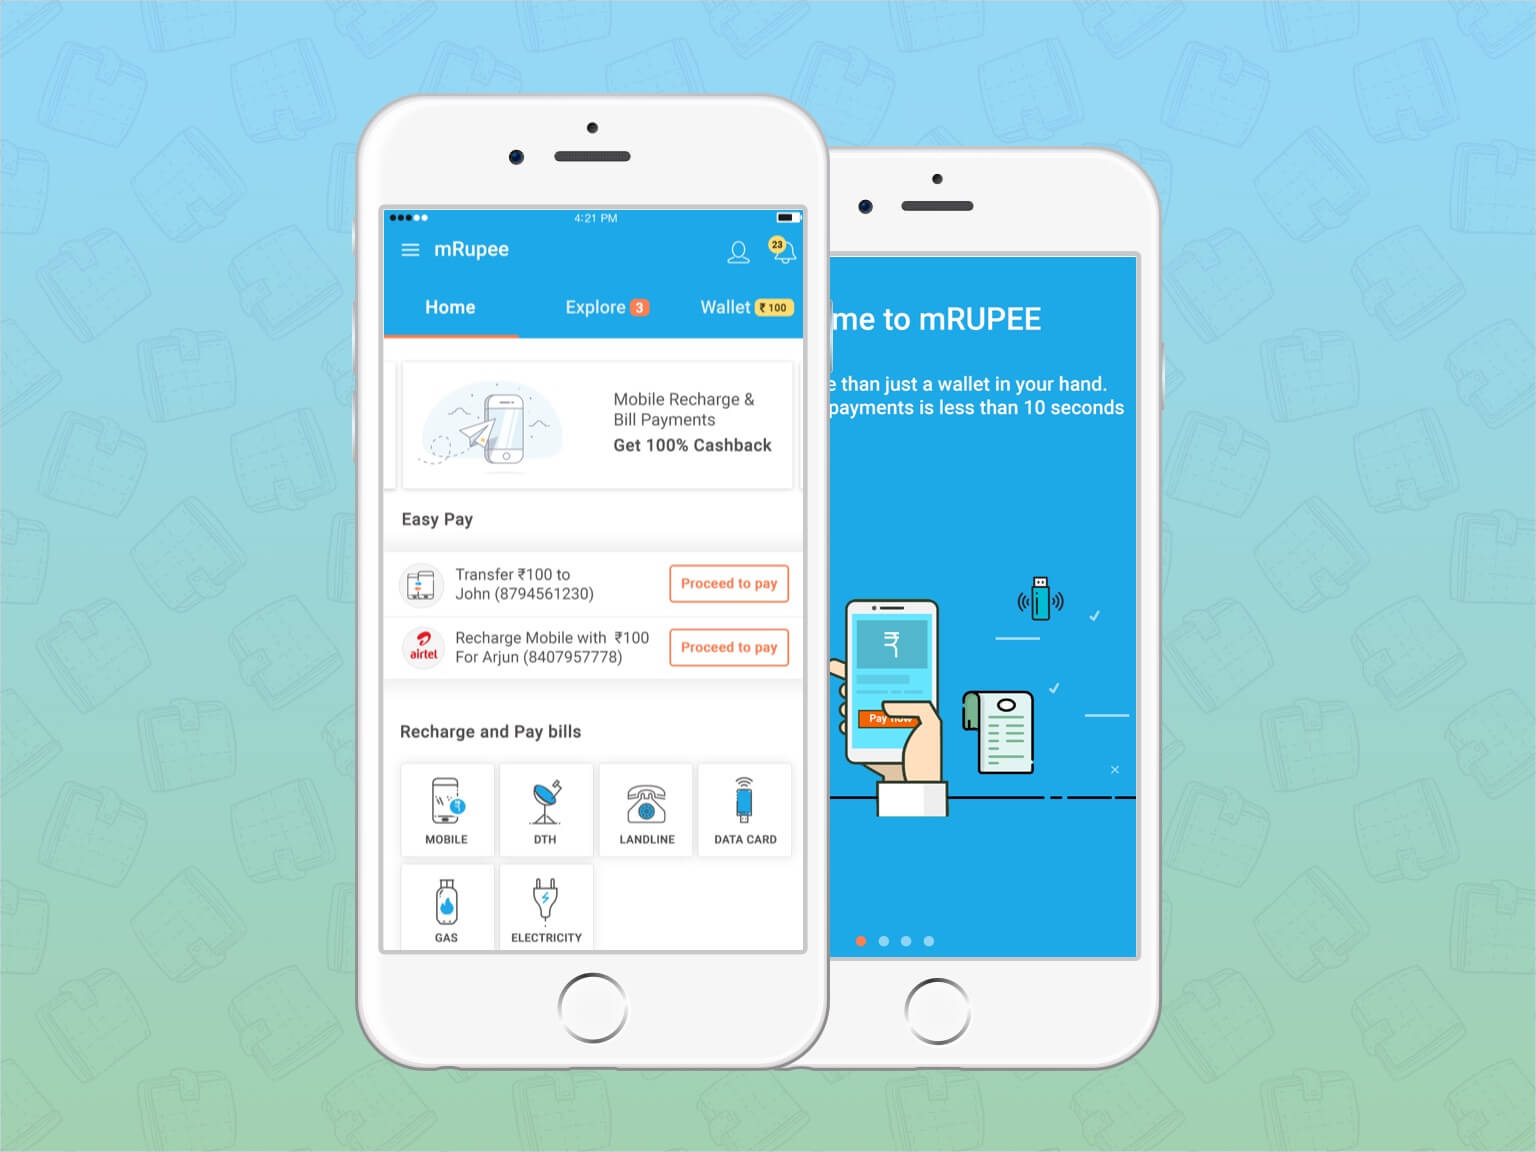 4:21 PM
mRupee
23
Home
Explore 3
Wallet ₹ 100
Mobile Recharge &
Bill Payments
Get 100% Cashback
Easy Pay
Transfer ₹100 to
John (8794561230)
Proceed to pay
airtel
Recharge Mobile with ₹100
For Arjun (8407957778)
Proceed to pay
Recharge and Pay bills
MOBILE
DTH
LANDLINE
DATA CARD
GAS
ELECTRICITY
me to mRUPEE
e than just a wallet in your hand.
payments is less than 10 seconds
₹
Pay now